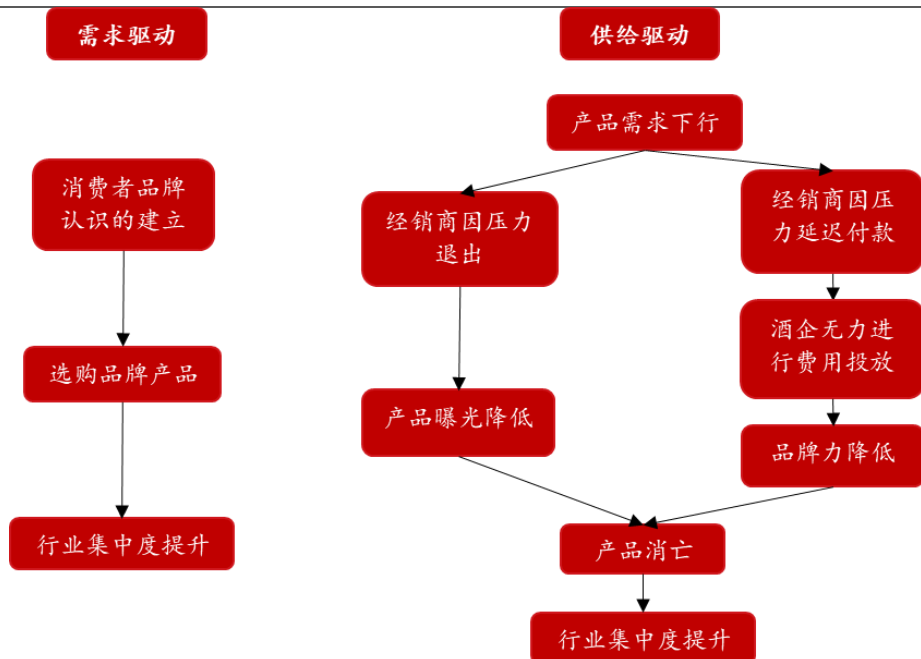 需求驱动
供给驱动
产品需求下行
消费者品牌
认识的建立
经销商因压力
退出
经销商因压
力延迟付款
酒企无力进
行费用投放
选购品牌产品
产品曝光降低
品牌力降低
行业集中度提升
产品消亡
行业集中度提升